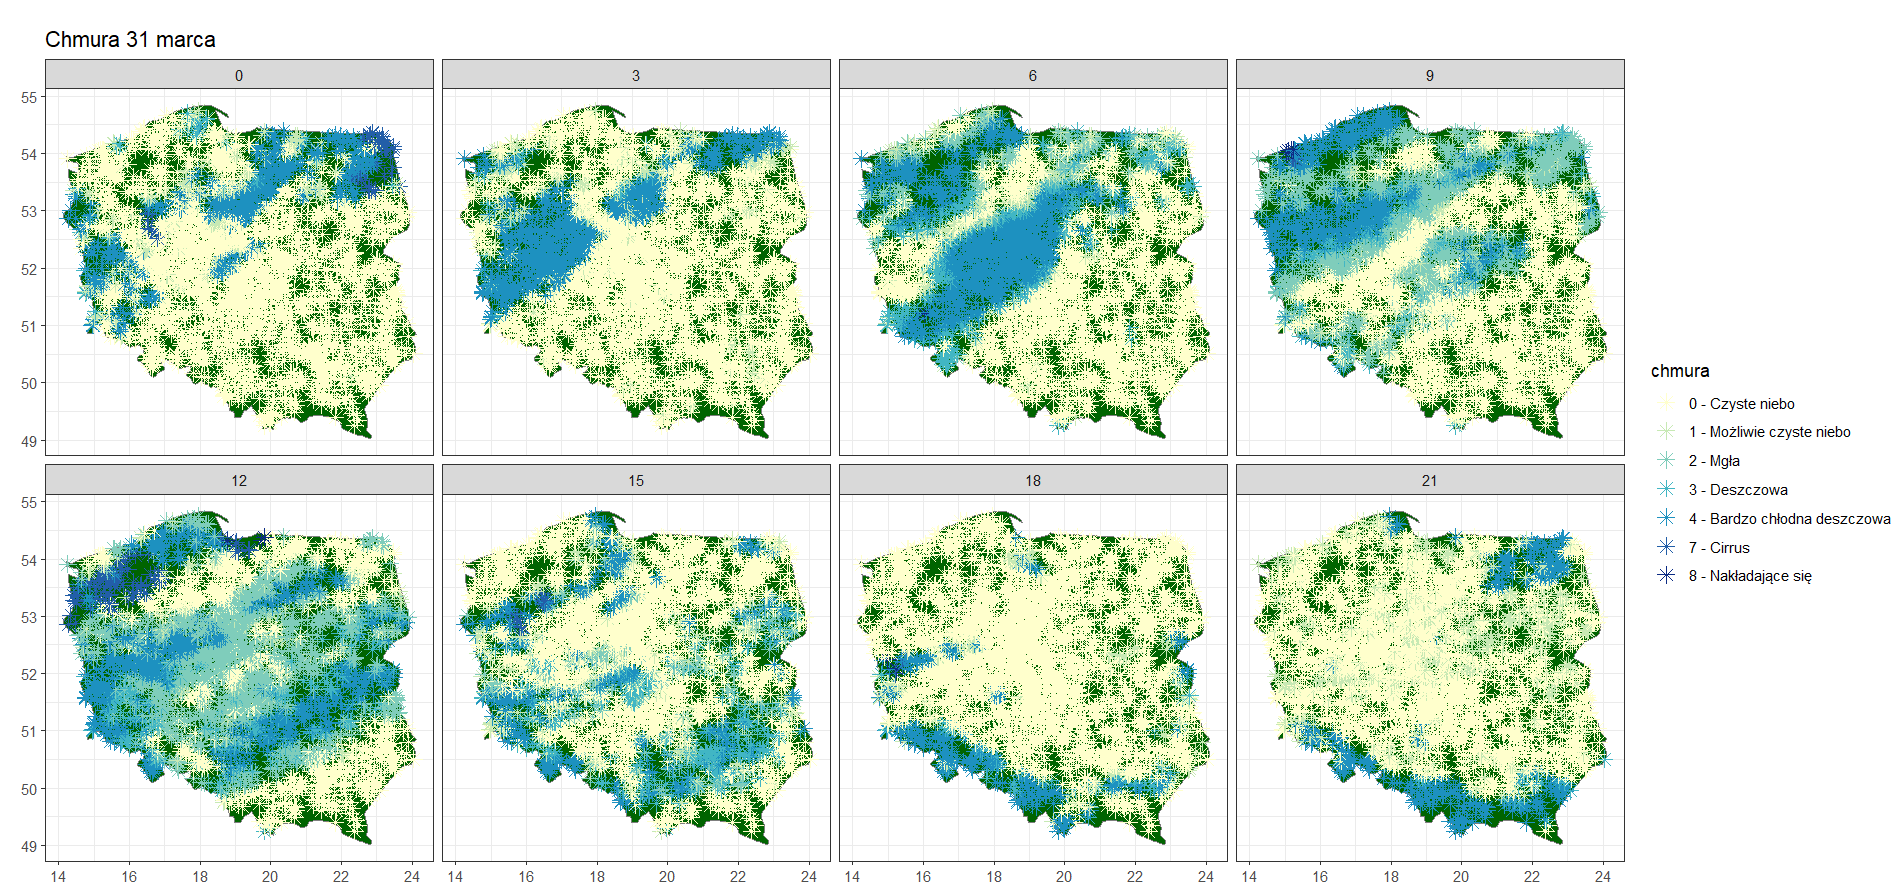 Chmura 31 marca
0 3 6 9
55
54
53
52
51
50
49
12 15 18 21
55
54
53
52
51
50
49
14 16 18 20 22 24 14 16 18 20 22 24 14 16 18 20 22 24 14 16 18 20 22 24
chmura
0 - Czyste niebo
1 - Możliwie czyste niebo
2 - Mgła
3 - Deszczowa
4 - Bardzo chłodna deszczowa
7 - Cirrus
8 - Nakładające się